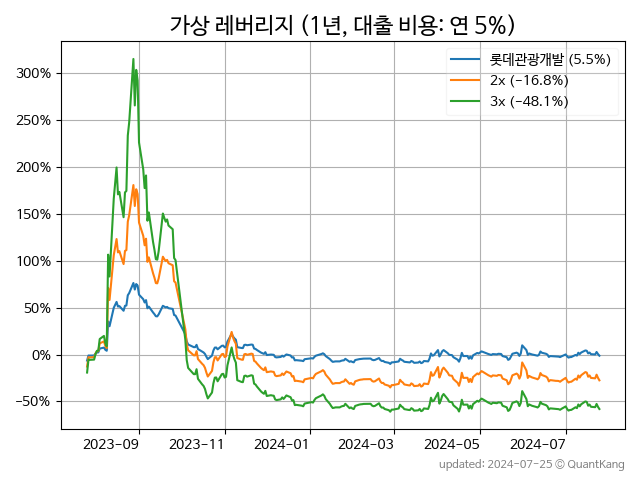 가상 레버리지 (1년, 대출 비용: 연 5%)
롯데관광개발 (5.5%)
2x (−16.8%)
3x (−48.1%)
300%
250%
200%
150%
100%
50%
0%
−50%
2023-09
2023-11
2024-01
2024-03
2024-05
2024-07
updated: 2024-07-25 © QuantKang